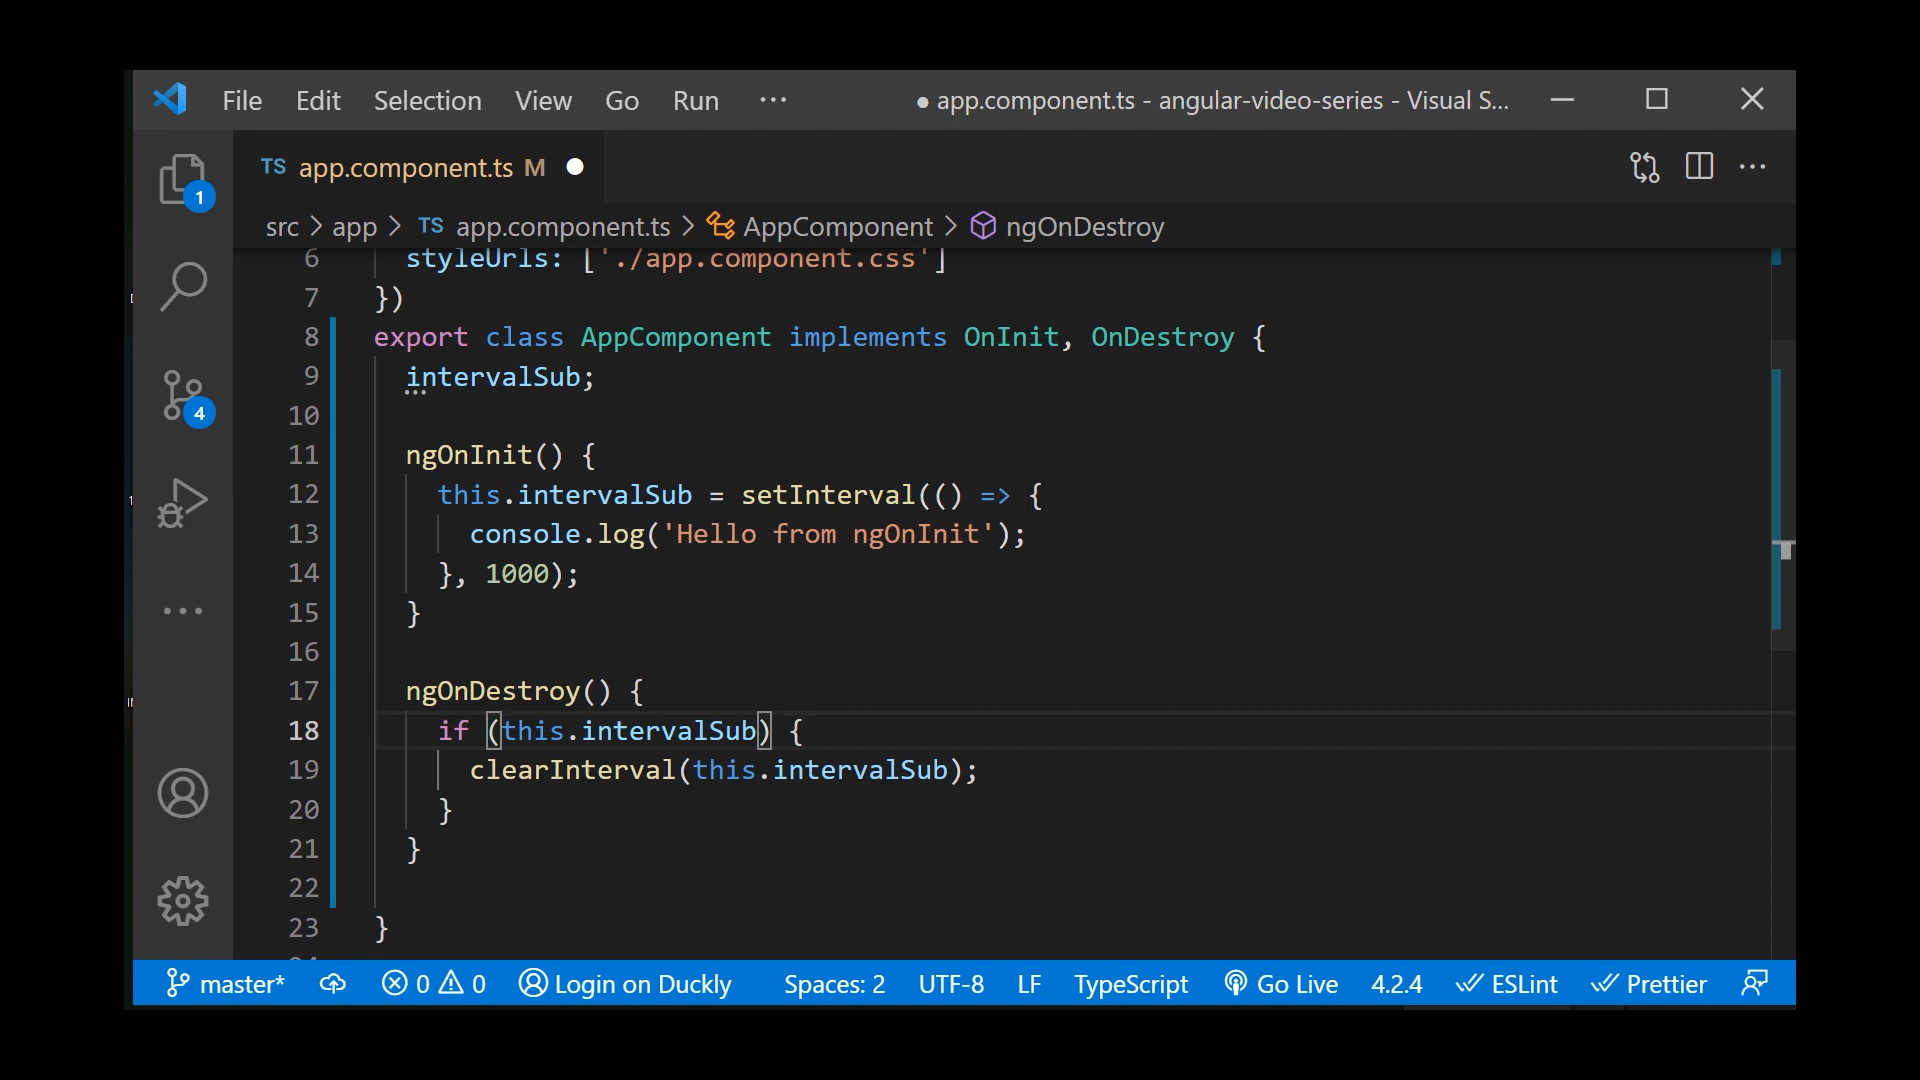 File Edit Selection View Go Run ··· ● app.component.ts - angular-video-series - Visual S...
1
TS app.component.ts M ●
src > app > TS app.component.ts > AppComponent > ngOnDestroy
6 styleUrls: ['./app.component.css']
7 })
8 export class AppComponent implements OnInit, OnDestroy {
9 intervalSub;
10
4
11 ngOnInit() {
12 this.intervalSub = setInterval(() => {
13 console.log('Hello from ngOnInit');
14 }, 1000);
15 }
16
17 ngOnDestroy() {
18 if (this.intervalSub) {
19 clearInterval(this.intervalSub);
20 }
21 }
22
23 }
master* 0 0 Login on Duckly Spaces: 2 UTF-8 LF TypeScript Go Live 4.2.4 ESLint Prettier